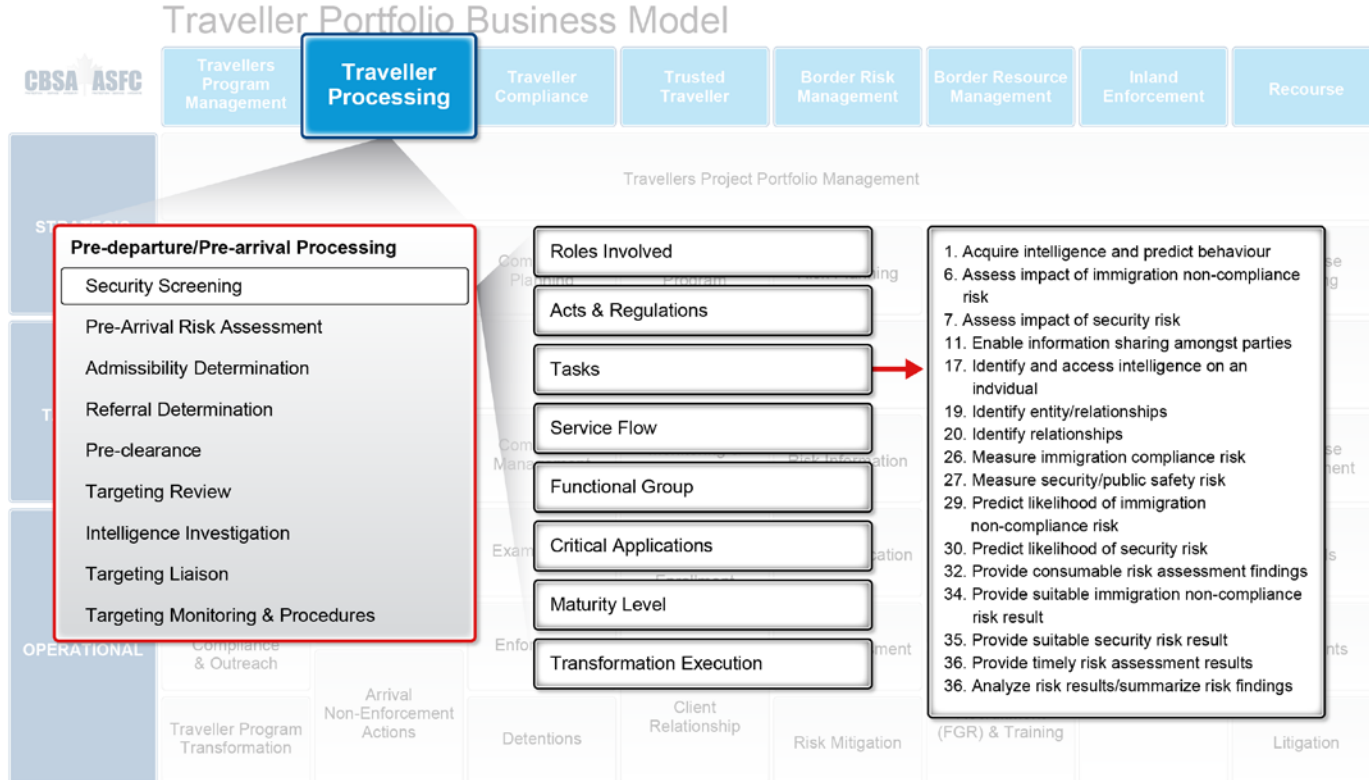 Traveller Portfolio Business Model
CBSA ASFC
Travellers
Program
Management
Traveller
Processing
Traveller
Compliance
Trusted
Traveller
Border Risk
Management
Border Resource
Management
Inland
Enforcement
Recourse
Travellers Project Portfolio Management
Pre-departure/Pre-arrival Processing
Security Screening
Pre-Arrival Risk Assessment
Admissibility Determination
Referral Determination
Pre-clearance
Targeting Review
Intelligence Investigation
Targeting Liaison
Targeting Monitoring & Procedures
Roles Involved
Program
Acts & Regulations
Tasks
Service Flow
Risk Information
Functional Group
Critical Applications
Maturity Level
Transformation Execution
1. Acquire intelligence and predict behaviour
6. Assess impact of immigration non-compliance
risk
7. Assess impact of security risk
11. Enable information sharing amongst parties
17. Identify and access intelligence on an
indvidual
19. Identify entity/relationships
20. Identify relationships
26. Measure immigration compliance risk
27. Measure security/public safety risk
29. Predict likelihood of immigration
non-compliance risk
30. Predict likelihood of security risk
32. Provide consumable risk assessment findings
34. Provide suitable immigration non-compliance
risk result
35. Provide suitable security risk result
36. Provide timely risk assessment results
36. Analyze risk results/summarize risk findings
OPERATIONAL
Compliance
& Outreach
Arrival
Non-Enforcement
Actions
Client
Relationship
Traveller Program
Transformation
Detentions
Risk Mitigation
(FGR) & Training
Litigation